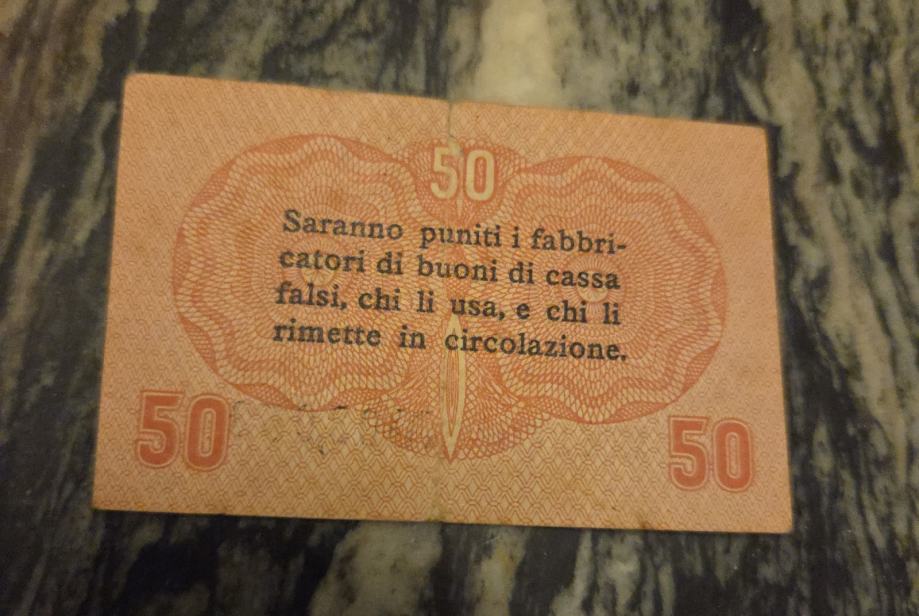 50
Saranno puniti i fabbri-
catori di buoni di cassa
falsi, chi li usa, e chi li
rimette in circolazione.
50 50